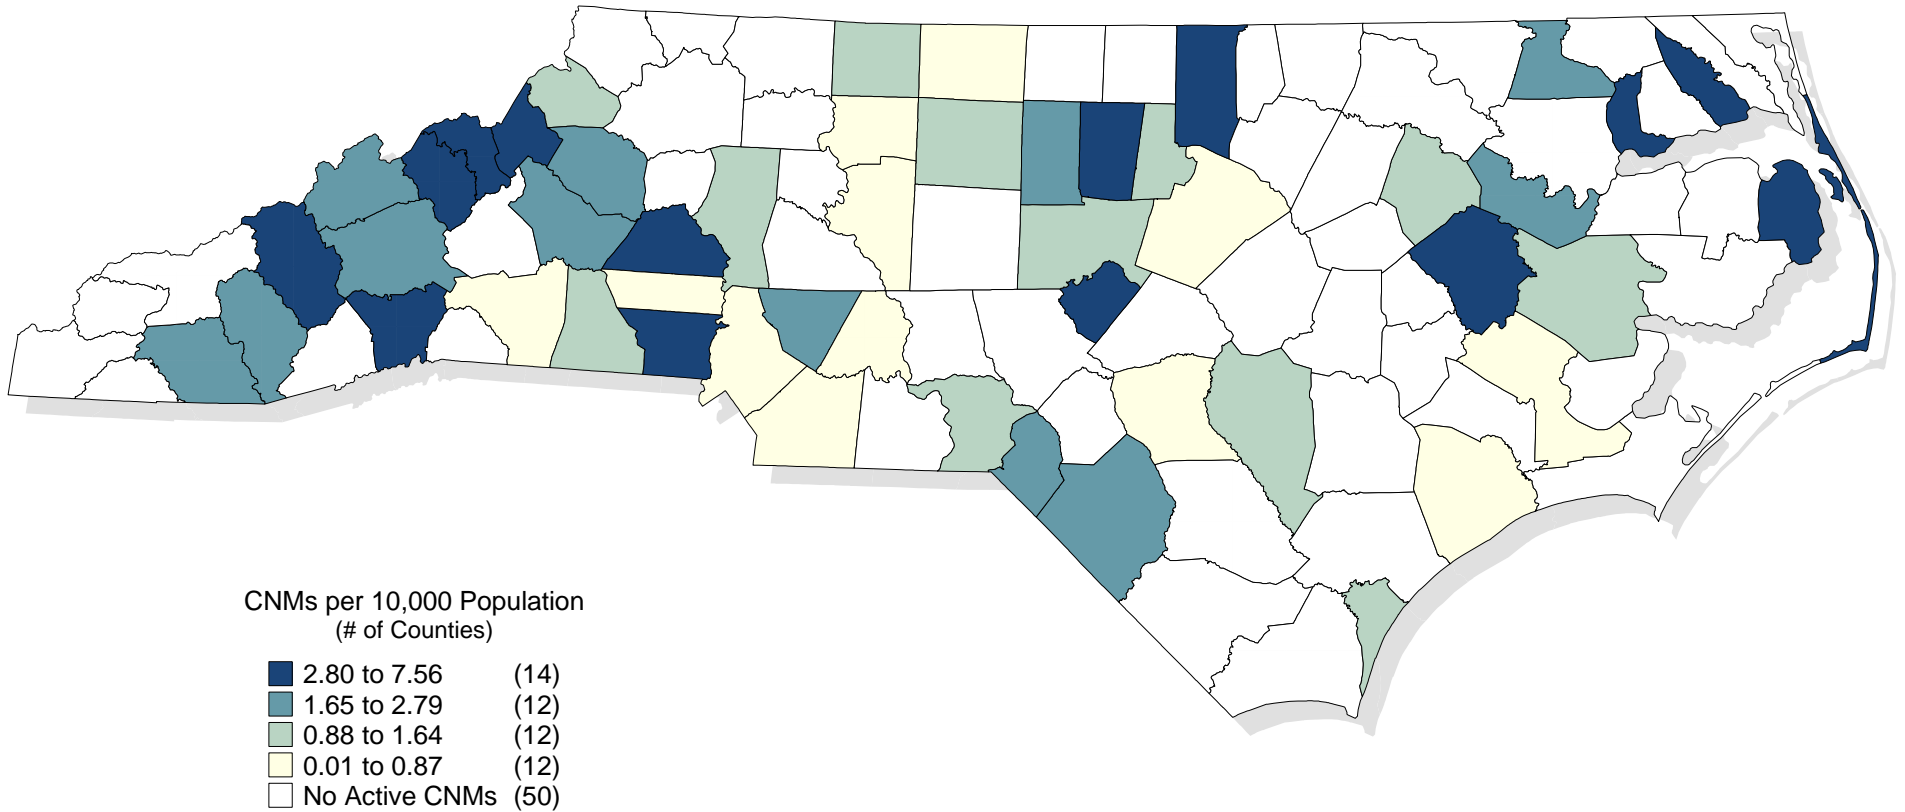 CNMs per 10,000 Population
(# of Counties)
2.80 to 7.56 (14)
1.65 to 2.79 (12)
0.88 to 1.64 (12)
0.01 to 0.87 (12)
No Active CNMs (50)